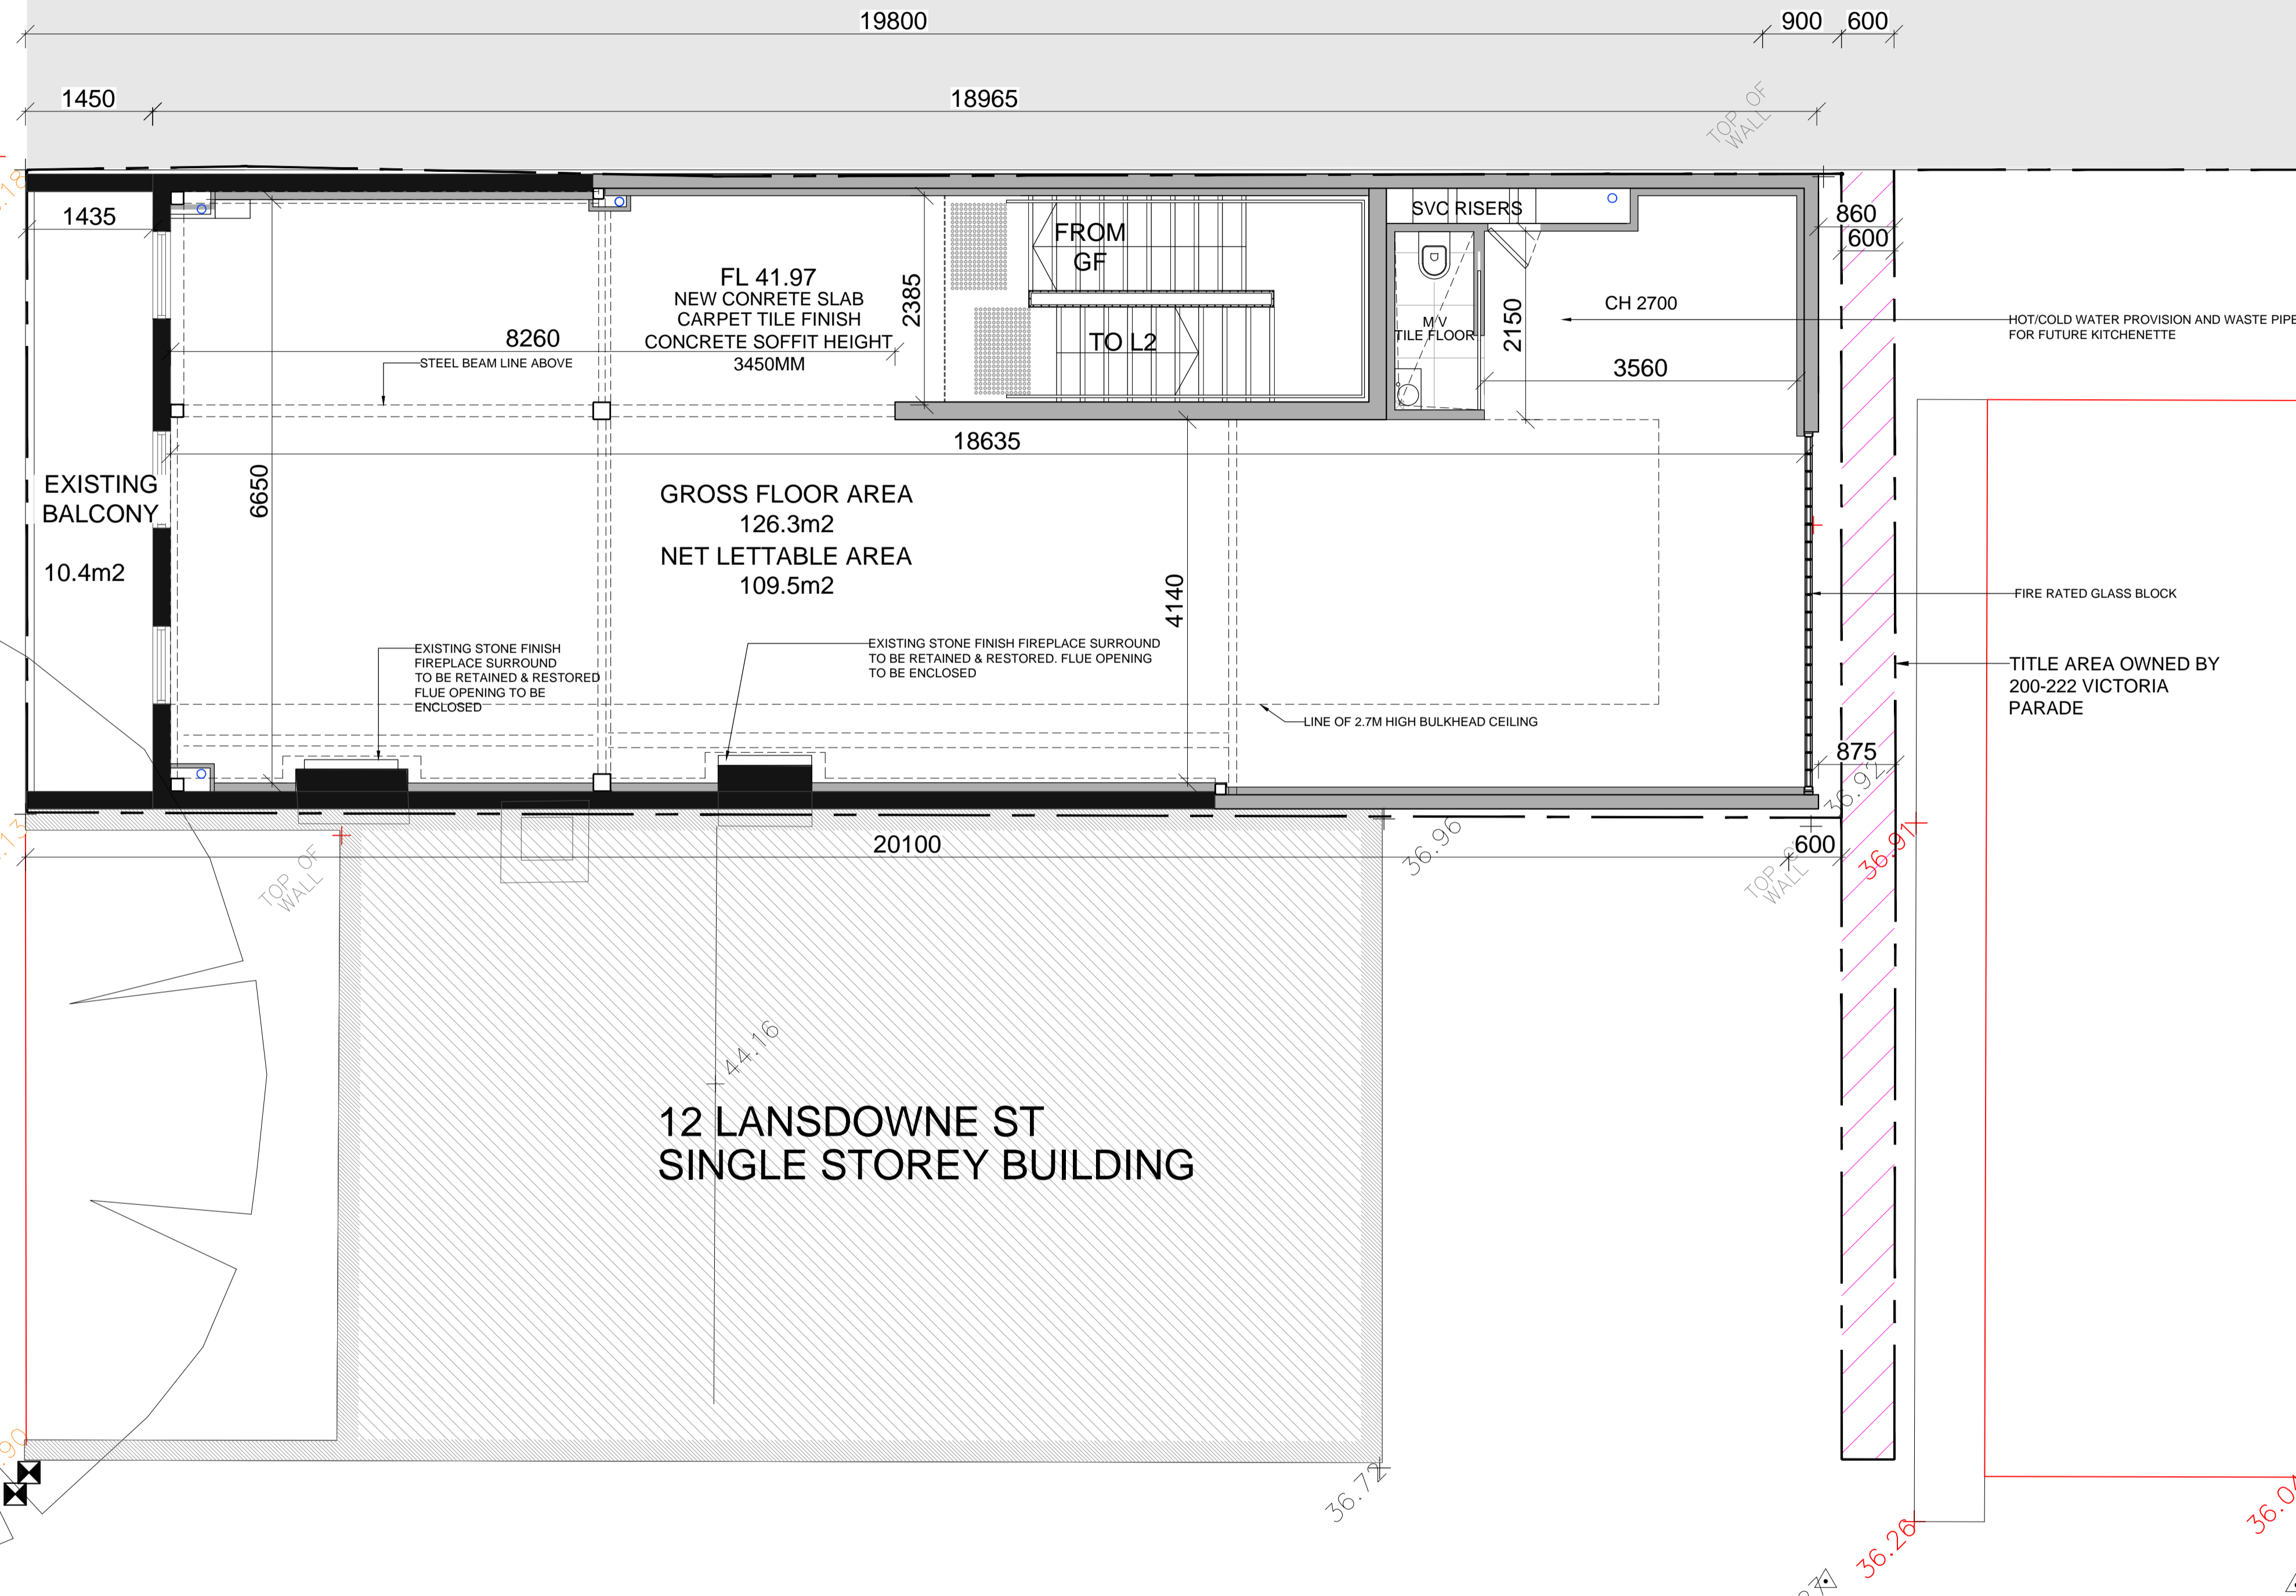 19800
900
600
1450
18965
TOP OF
WALL
1435
SVC RISERS
860
600
FROM
GF
FL 41.97
NEW CONRETE SLAB
CARPET TILE FINISH
CONCRETE SOFFIT HEIGHT
3450MM
2385
8260
STEEL BEAM LINE ABOVE
TO L2
M/V
TILE FLOOR
2150
CH 2700
3560
HOT/COLD WATER PROVISION AND WASTE PIPE
FOR FUTURE KITCHENETTE
18635
6650
EXISTING
BALCONY
10.4m2
GROSS FLOOR AREA
126.3m2
NET LETTABLE AREA
109.5m2
4140
FIRE RATED GLASS BLOCK
EXISTING STONE FINISH
FIREPLACE SURROUND
TO BE RETAINED & RESTORED
FLUE OPENING TO BE
ENCLOSED
EXISTING STONE FINISH FIREPLACE SURROUND
TO BE RETAINED & RESTORED. FLUE OPENING
TO BE ENCLOSED
TITLE AREA OWNED BY
200-222 VICTORIA
PARADE
LINE OF 2.7M HIGH BULKHEAD CEILING
875
36.92
20100
600
36.96
36.91
TOP OF
WALL
TOP
WALL
44.16
12 LANSDOWNE ST
SINGLE STOREY BUILDING
36.72
36.26